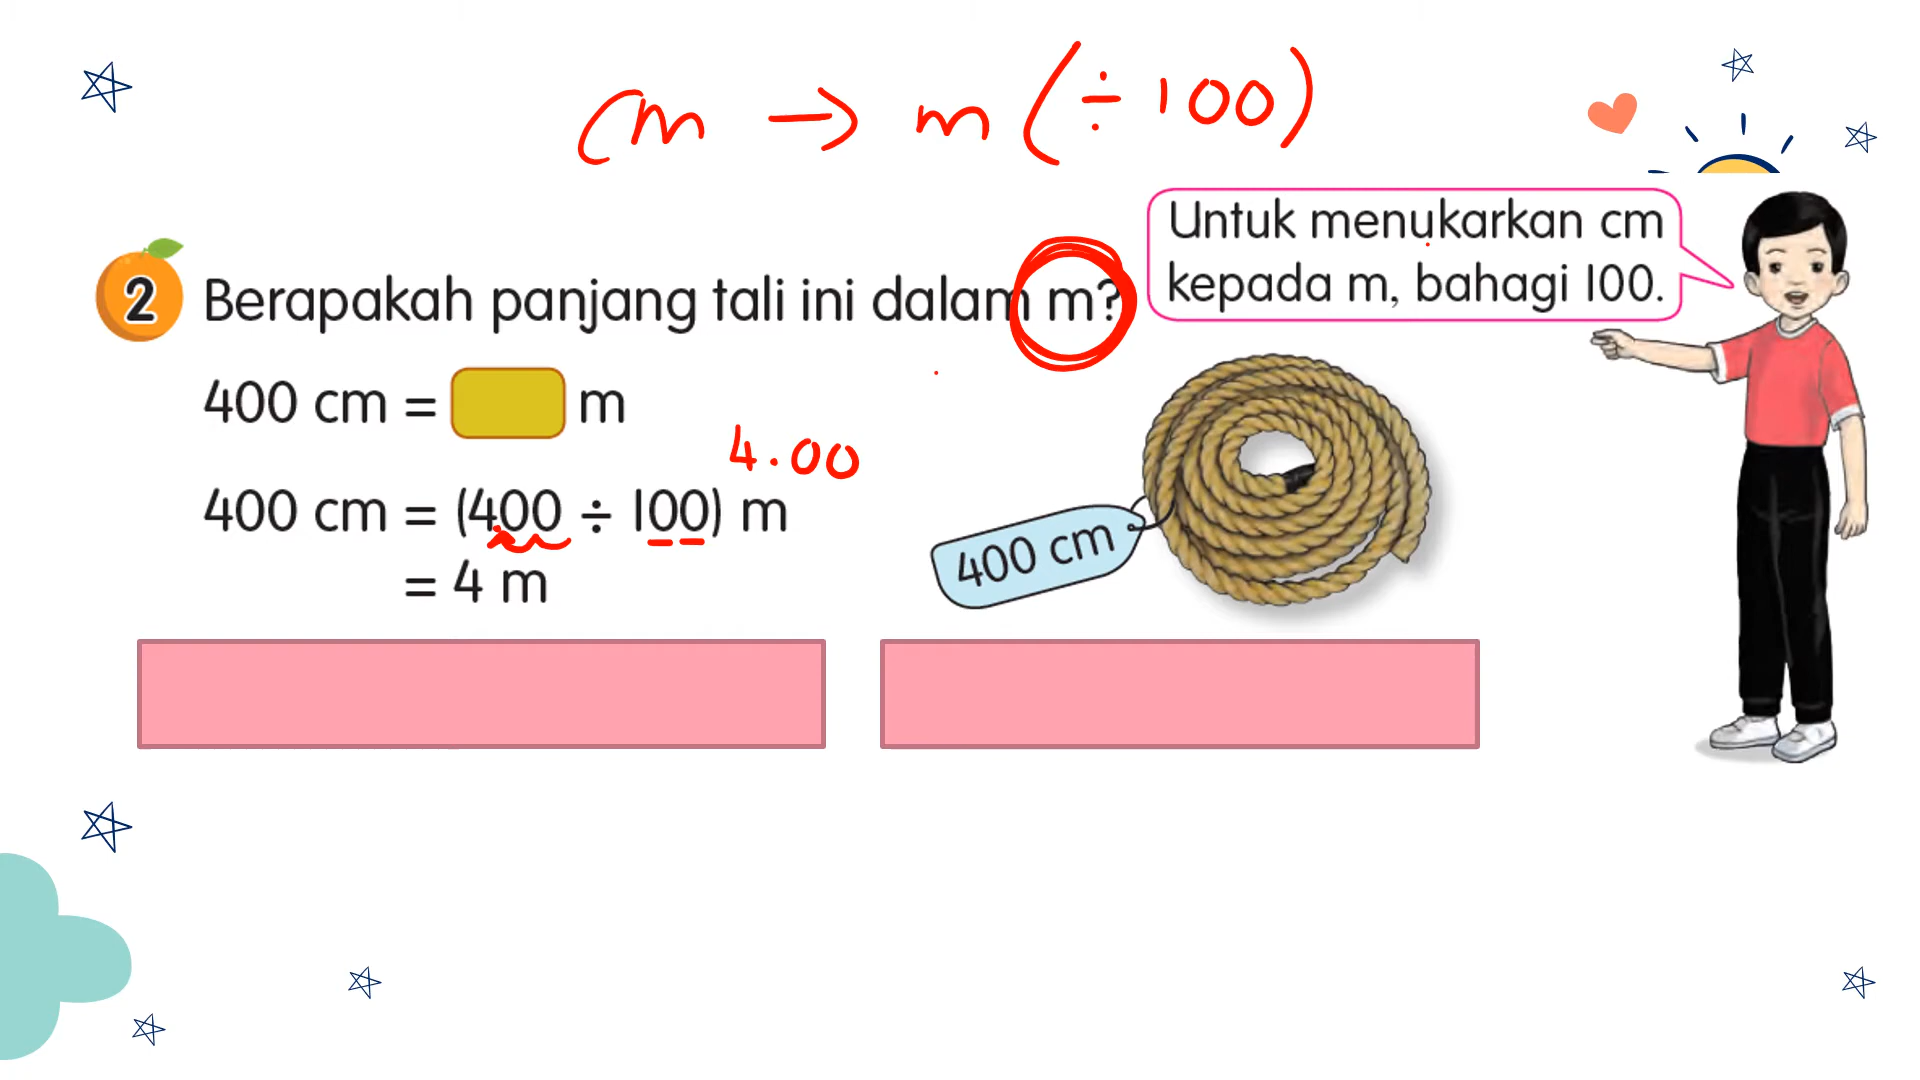 cm → m (÷ 100)
Untuk menukarkan cm
kepada m, bahagi 100.
2 Berapakah panjang tali ini dalam m?
400 cm = m
4.00
400 cm = (400 ÷ 100) m
= 4 m
400 cm